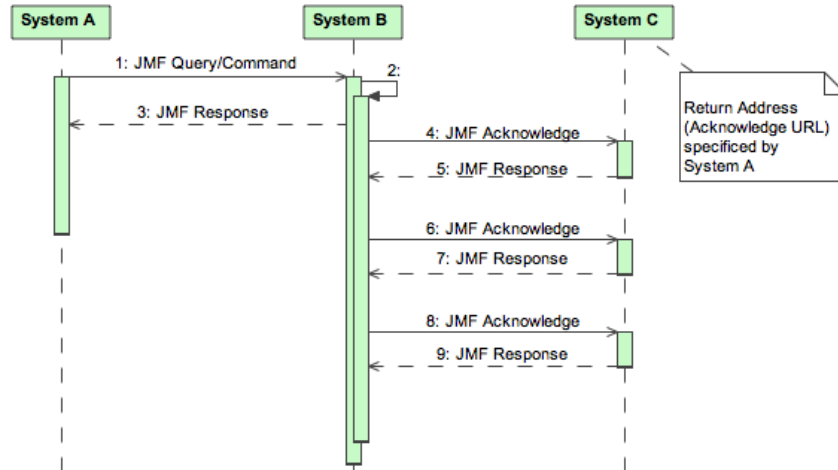 System A
System B
System C
1: JMF Query/Command
2:
3: JMF Response
4: JMF Acknowledge
5: JMF Response
6: JMF Acknowledge
7: JMF Response
8: JMF Acknowledge
9: JMF Response
Return Address
(Acknowledge URL)
specificed by
System A